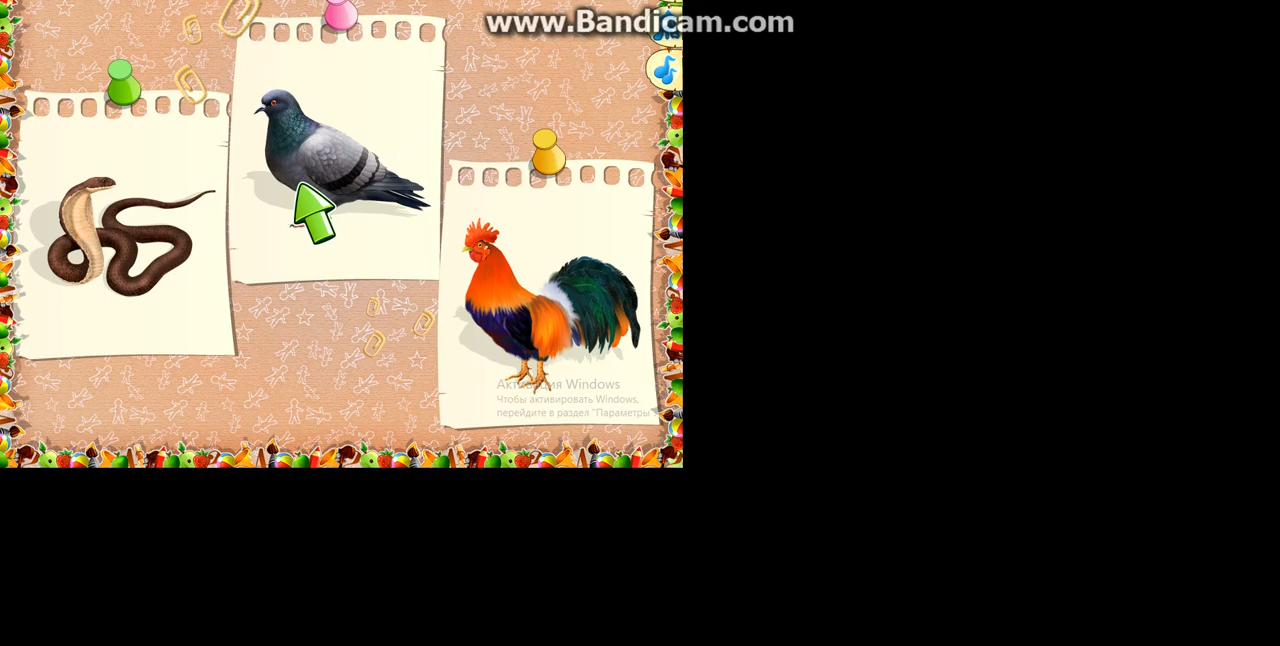 www.Bandicam.com
Активация Windows
Чтобы активировать Windows,
перейдите в раздел "Параметры